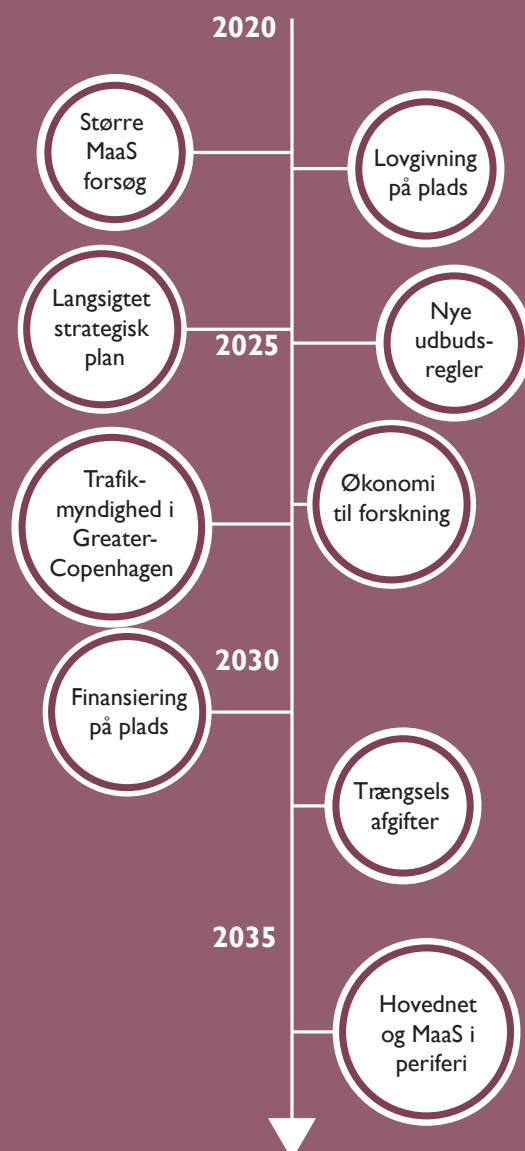 2020
Større
MaaS
forsøg
Lovgivning
på plads
Langsigtet
strategisk
plan
2025
Nye
udbuds-
regler
Økonomi
til forskning
Trafik-
myndighed i
Greater-
Copenhagen
2030
Finansiering
på plads
Trængsels
afgifter
2035
Hovednet
og MaaS i
periferi